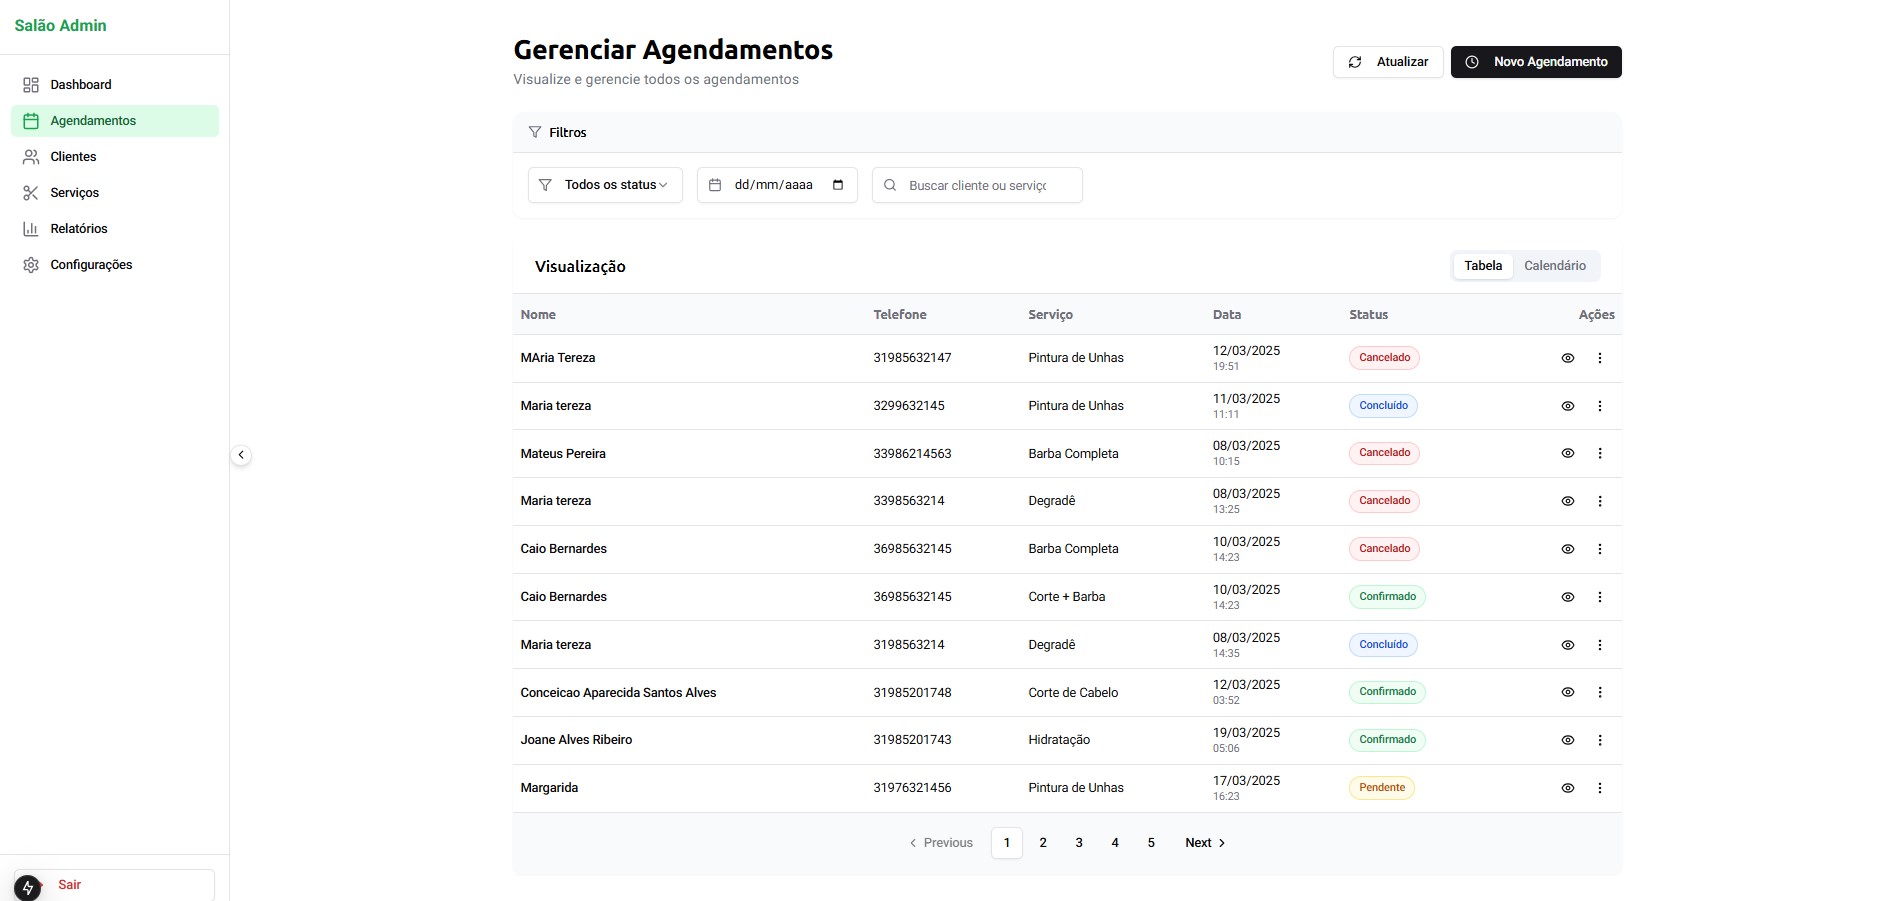 Salão Admin
Dashboard
Agendamentos
Clientes
Serviços
Relatórios
Configurações
Sair
Gerenciar Agendamentos
Visualize e gerencie todos os agendamentos
Atualizar
Novo Agendamento
Filtros
Todos os status
dd/mm/aaaa
Buscar cliente ou serviço
Visualização
Tabela Calendário
Nome Telefone Serviço Data Status Ações
MAria Tereza 31985632147 Pintura de Unhas 12/03/2025 Cancelado
19:51
Maria tereza 3299632145 Pintura de Unhas 11/03/2025 Concluído
11:11
Mateus Pereira 33986214563 Barba Completa 08/03/2025 Cancelado
10:15
Maria tereza 3398563214 Degradê 08/03/2025 Cancelado
13:25
Caio Bernardes 36985632145 Barba Completa 10/03/2025 Cancelado
14:23
Caio Bernardes 36985632145 Corte + Barba 10/03/2025 Confirmado
14:23
Maria tereza 3198563214 Degradê 08/03/2025 Concluído
14:35
Conceicao Aparecida Santos Alves 31985201748 Corte de Cabelo 12/03/2025 Confirmado
03:52
Joane Alves Ribeiro 31985201743 Hidratação 19/03/2025 Confirmado
05:06
Margarida 31976321456 Pintura de Unhas 17/03/2025 Pendente
16:23
Previous 1 2 3 4 5 Next